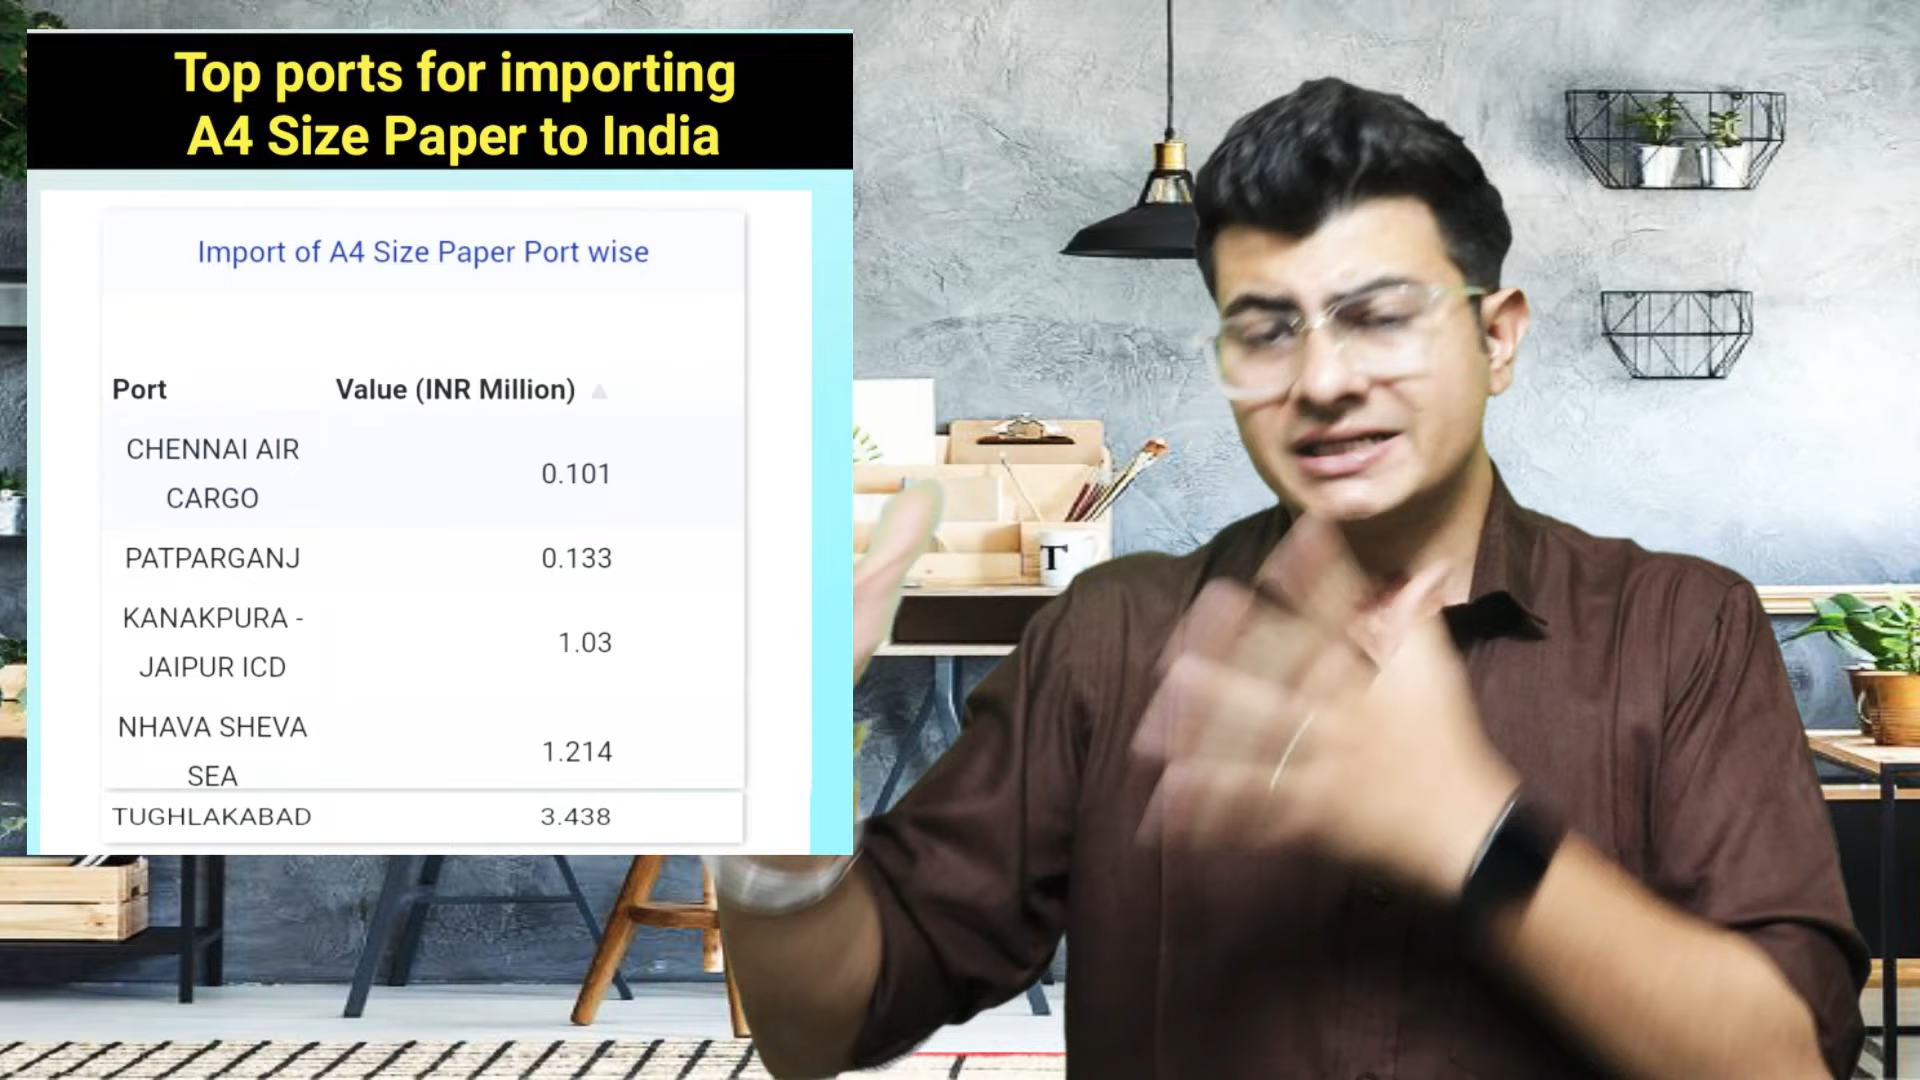 Top ports for importing
A4 Size Paper to India
Import of A4 Size Paper Port wise
Port Value (INR Million)
CHENNAI AIR
CARGO 0.101
PATPARGANJ 0.133
KANAKPURA -
JAIPUR ICD 1.03
NHAVA SHEVA
SEA 1.214
TUGHLAKABAD 3.438
T